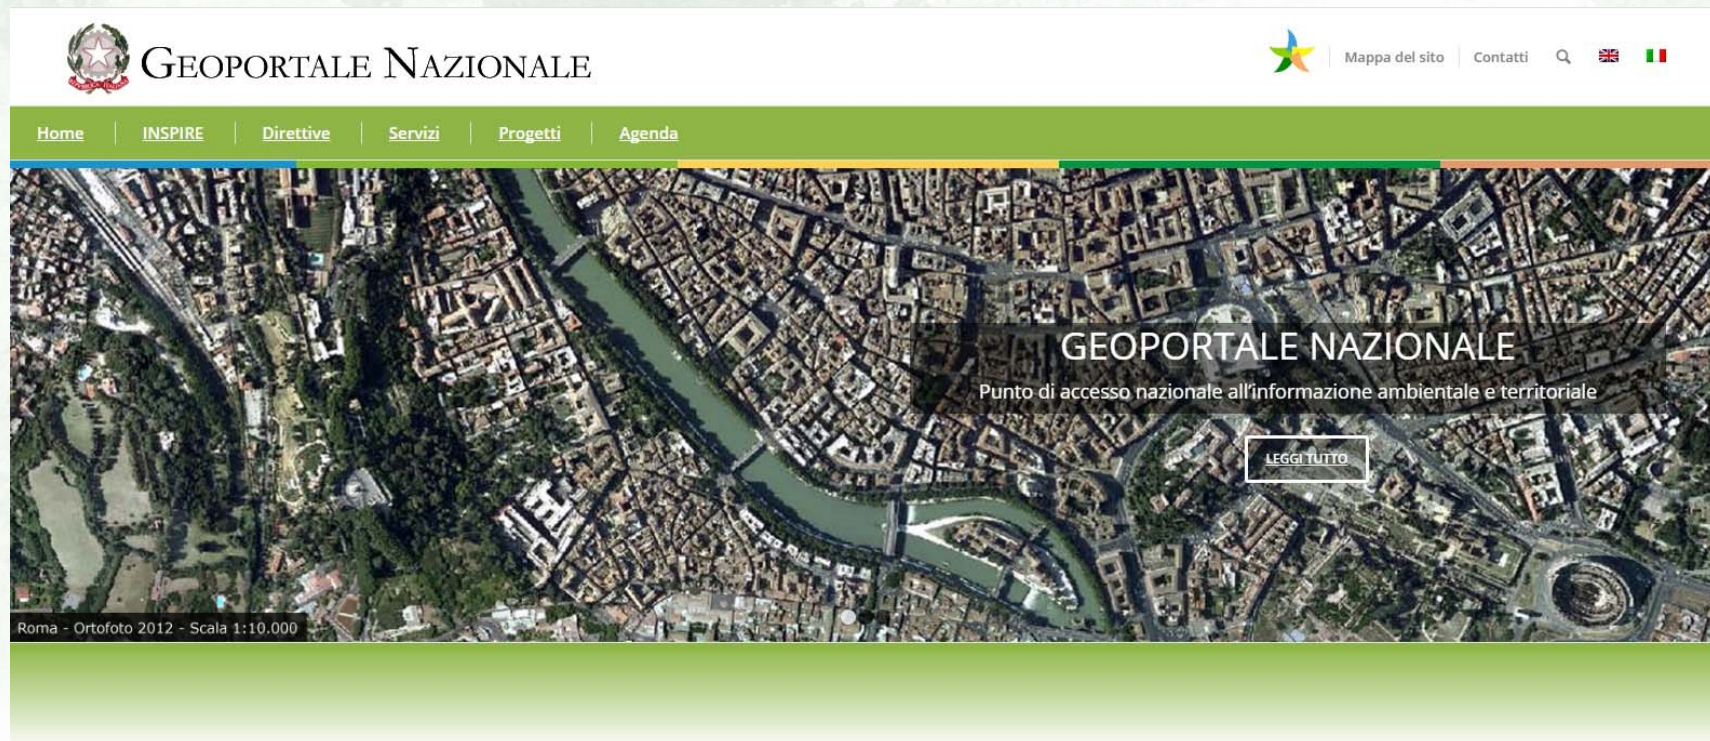 GEOPORTALE NAZIONALE
Mappa del sito
Contatti
Home
INSPIRE
Direttive
Servizi
Progetti
Agenda
GEOPORTALE NAZIONALE
Punto di accesso nazionale all'informazione ambientale e territoriale
LEGGI TUTTO
Roma - Ortofoto 2012 - Scala 1:10.000